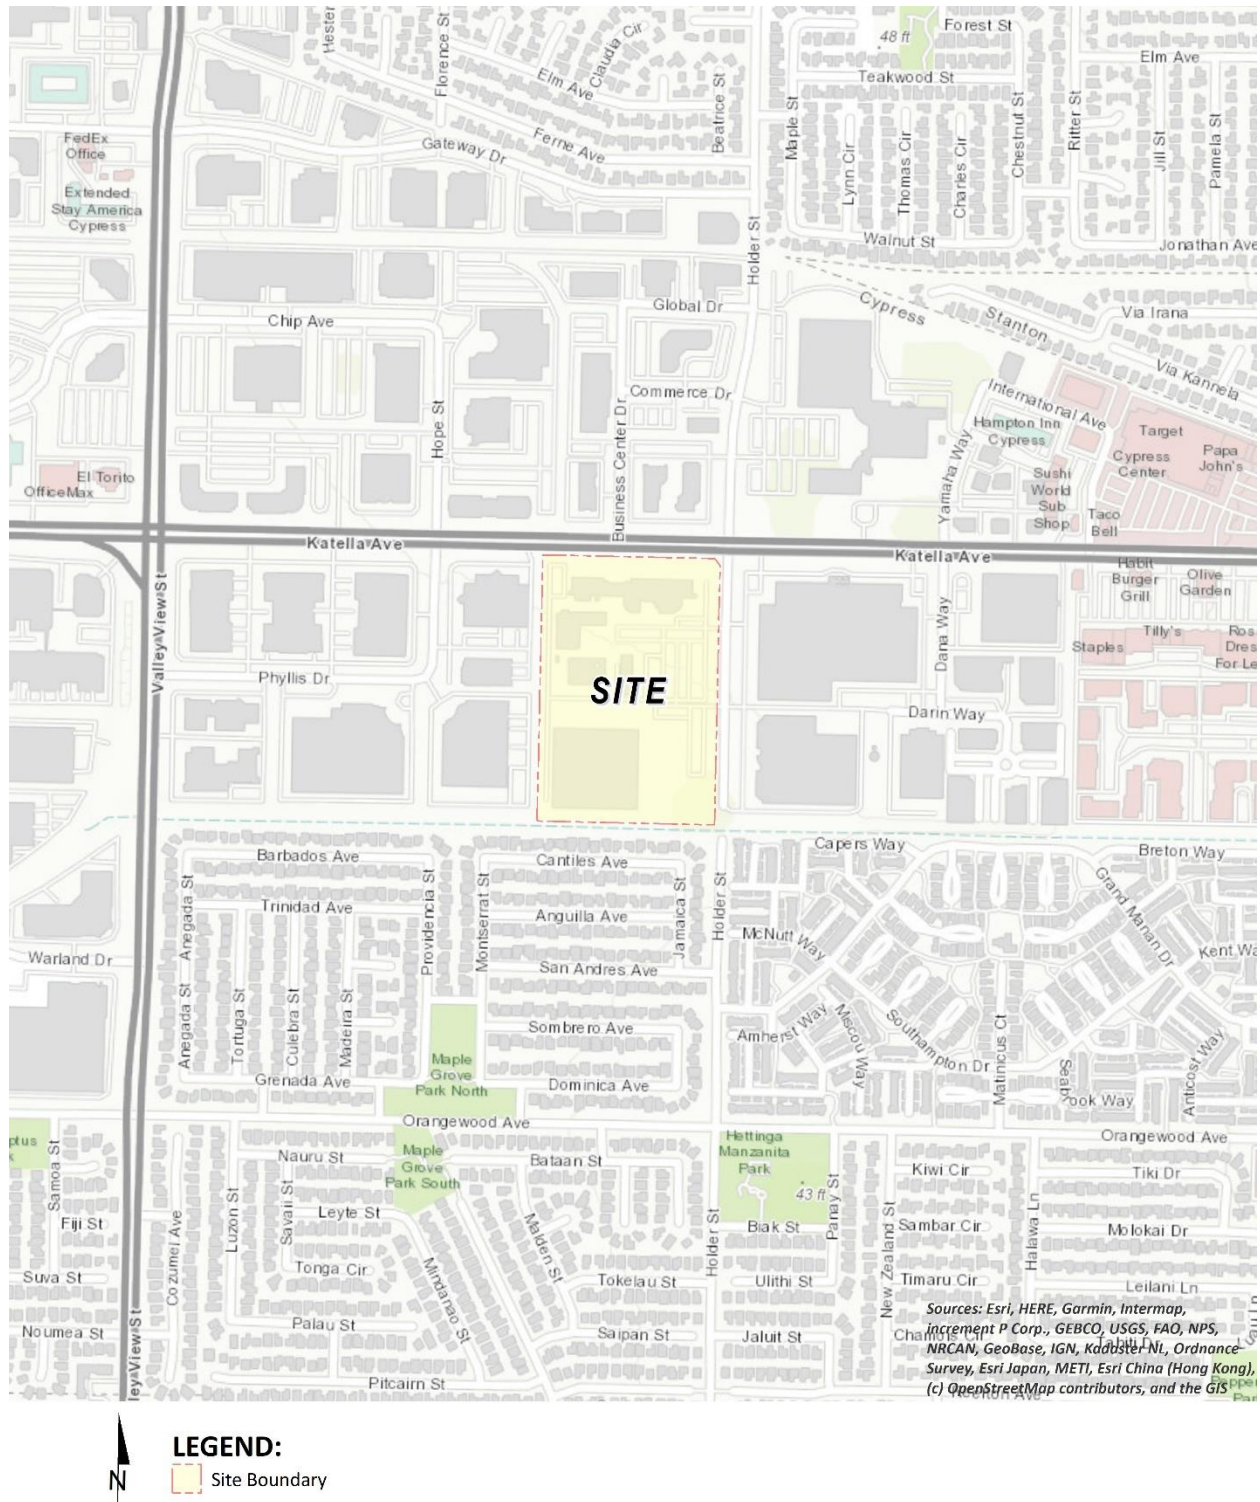 Hester
Florence St
Claudia Cir
Elm Ave
Beatrice St
48 ft
Forest St
Teakwood St
Elm Ave
Maple St
Lynn Cir
Thomas Cir
Charles Cir
Chestnut St
Ritter St
Jill St
Pamela St
FedEx
Office
Gateway Dr
Ferne Ave
Extended
Stay America
Cypress
Holder St
Walnut St
Jonathan Ave
Global Dr
Cypress
Stanton
Via Irana
Chip Ave
Via Kannela
Commerce Dr
Hope St
Business Center Dr
International Ave
Hampton Inn
Cypress
Target
Cypress
Center
Papa
John's
Yamaha Way
Sushi
World
Sub
Shop
Taco
Bell
El Torito
OfficeMax
Katella Ave
Katella Ave
Habit
Burger
Grill
Olive
Garden
Valley View St
Phyllis Dr
SITE
Dana Way
Staples
Tilly's
Ros
Dres
For Le
Darin Way
Barbados Ave
Cantiles Ave
Capers Way
Breton Way
Anegada St
Trinidad Ave
Providencia St
Montserrat St
Anguilla Ave
Jamaica St
Holder St
McNutt Way
Grand Manan Dr
Kent Wa
Warland Dr
San Andres Ave
Anegada St
Tortuga St
Culebra St
Madeira St
Sombrero Ave
Amherst Way
Miscou Way
Southampton Dr
Matinicus Ct
Seabrook Way
Anticost Way
Maple
Grove
Park North
Grenada Ave
Dominica Ave
Orangewood Ave
Orangewood Ave
ptus
k
Samoa St
Nauru St
Maple
Grove
Park South
Bataan St
Hettinga
Manzanita
Park
43 ft
Panay St
Kiwi Cir
Tiki Dr
Fiji St
Cozumel Ave
Luzon St
Savaii St
Leyte St
Malden St
Holder St
Biak St
New Zealand St
Sambar Cir
Halawa Ln
Molokai Dr
Suva St
Tonga Cir
Mindanao St
Tokelau St
Ulithi St
Timaru Cir
Leilani Ln
Noumea St
ley View St
Palau St
Saipan St
Jaluit St
Chamois Cir
Tahiti Dr
Pitcairn St
Sources: Esri, HERE, Garmin, Intermap,
increment P Corp., GEBCO, USGS, FAO, NPS,
NRCAN, GeoBase, IGN, Kadaster NL, Ordnance
Survey, Esri Japan, METI, Esri China (Hong Kong),
(c) OpenStreetMap contributors, and the GIS
N
LEGEND:
Site Boundary